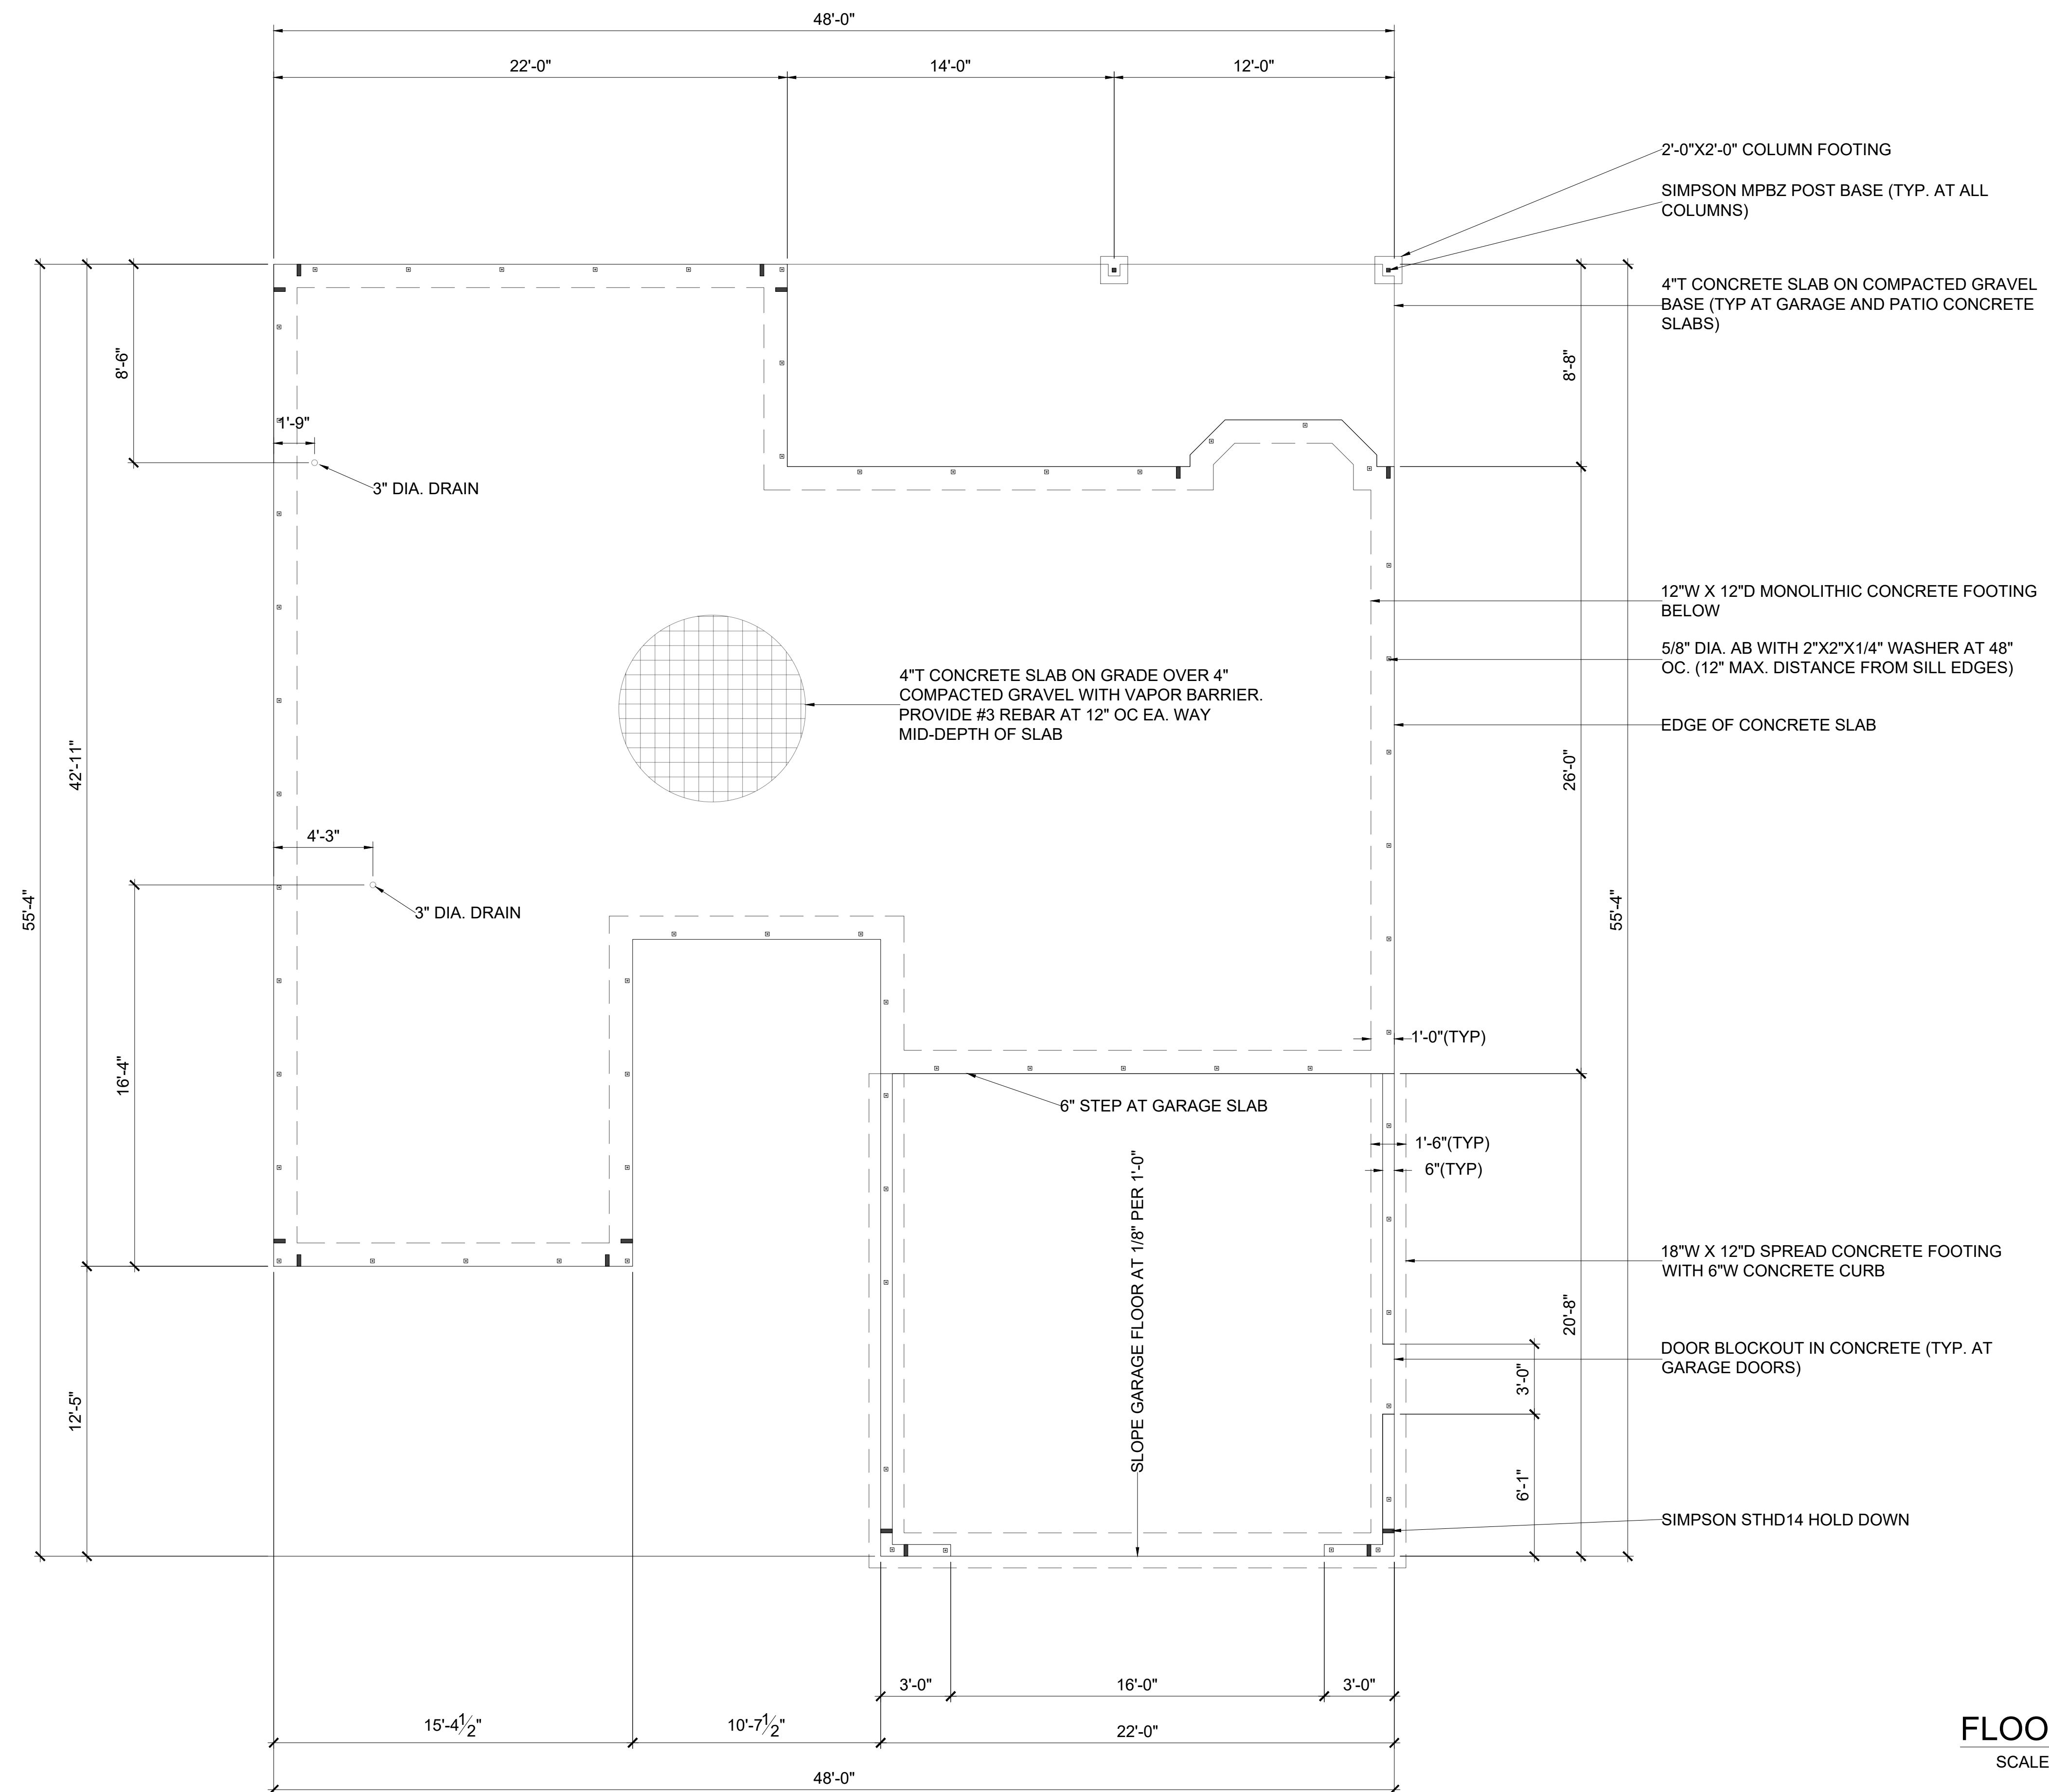 48'-0"
22'-0"
14'-0"
12'-0"
2'-0"X2'-0" COLUMN FOOTING
SIMPSON MPBZ POST BASE (TYP. AT ALL
COLUMNS)
4"T CONCRETE SLAB ON COMPACTED GRAVEL
BASE (TYP AT GARAGE AND PATIO CONCRETE
SLABS)
8'-6"
8'-8"
1'-9"
3" DIA. DRAIN
12"W X 12"D MONOLITHIC CONCRETE FOOTING
BELOW
5/8" DIA. AB WITH 2"X2"X1/4" WASHER AT 48"
OC. (12" MAX. DISTANCE FROM SILL EDGES)
4"T CONCRETE SLAB ON GRADE OVER 4"
COMPACTED GRAVEL WITH VAPOR BARRIER.
PROVIDE #3 REBAR AT 12" OC EA. WAY
MID-DEPTH OF SLAB
EDGE OF CONCRETE SLAB
42'-11"
26'-0"
4'-3"
55'-4"
55'-4"
3" DIA. DRAIN
1'-0"(TYP)
16'-4"
6" STEP AT GARAGE SLAB
1'-6"(TYP)
6"(TYP)
SLOPE GARAGE FLOOR AT 1/8" PER 1'-0"
18"W X 12"D SPREAD CONCRETE FOOTING
WITH 6"W CONCRETE CURB
20'-8"
DOOR BLOCKOUT IN CONCRETE (TYP. AT
GARAGE DOORS)
3'-0"
12'-5"
6'-1"
SIMPSON STHD14 HOLD DOWN
3'-0"
16'-0"
3'-0"
15'-4 1/2"
10'-7 1/2"
22'-0"
48'-0"
FLOO
SCALE